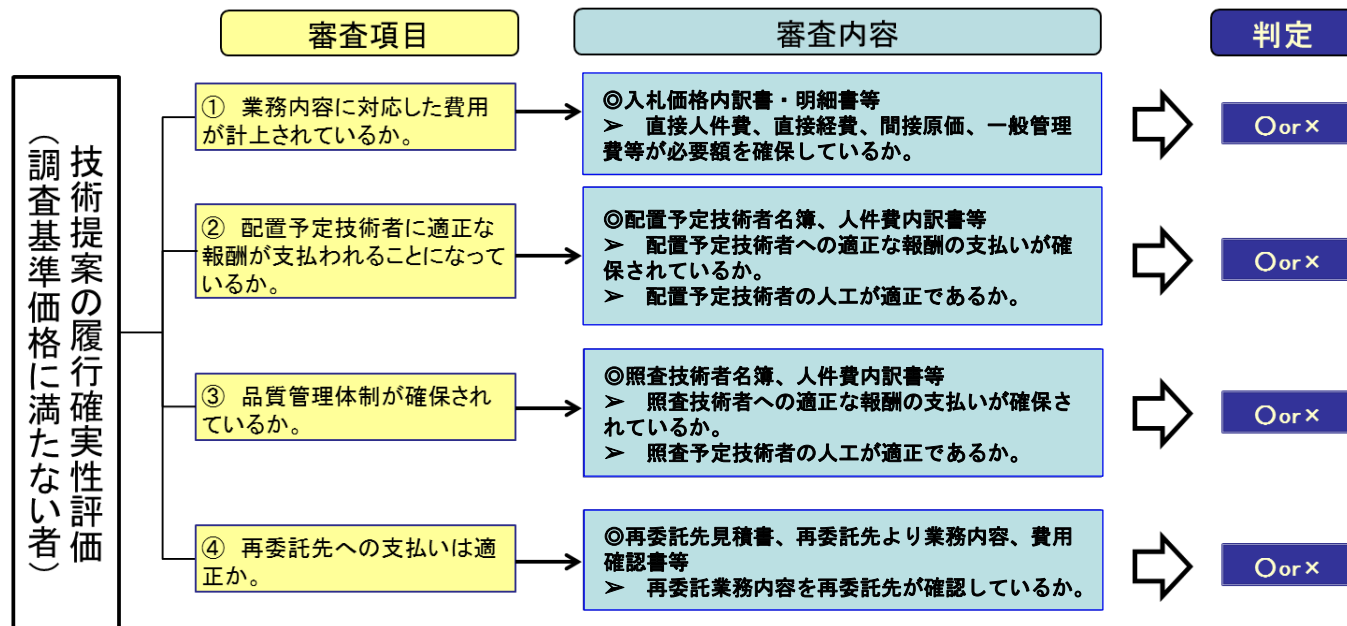 審査項目
審査内容
判定
技術提案の履行確実性評価
（調査基準価格に満たない者）
① 業務内容に対応した費用
が計上されているか。
◎入札価格内訳書・明細書等
➢ 直接人件費、直接経費、間接原価、一般管理
費等が必要額を確保しているか。
〇or×
② 配置予定技術者に適正な
報酬が支払われることになって
いるか。
◎配置予定技術者名簿、人件費内訳書等
➢ 配置予定技術者への適正な報酬の支払いが確
保されているか。
➢ 配置予定技術者の人工が適正であるか。
〇or×
③ 品質管理体制が確保され
ているか。
◎照査技術者名簿、人件費内訳書等
➢ 照査技術者への適正な報酬の支払いが確保さ
れているか。
➢ 照査予定技術者の人工が適正であるか。
〇or×
④ 再委託先への支払いは適
正か。
◎再委託先見積書、再委託先より業務内容、費用
確認書等
➢ 再委託業務内容を再委託先が確認しているか。
〇or×